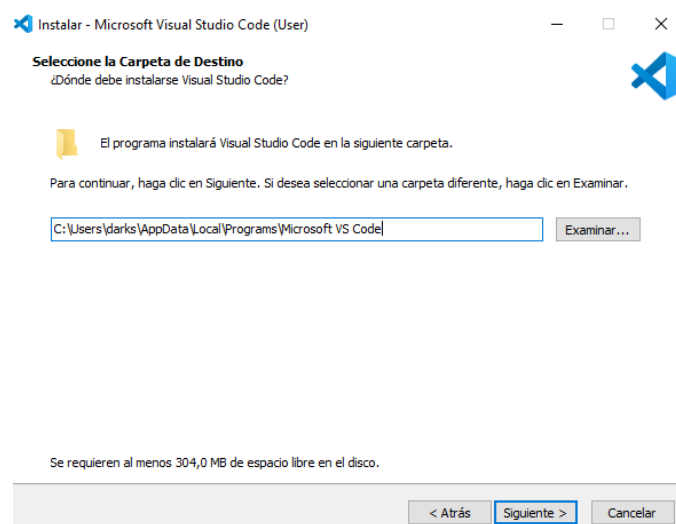 Instalar - Microsoft Visual Studio Code (User)
Seleccione la Carpeta de Destino
¿Dónde debe instalarse Visual Studio Code?
El programa instalará Visual Studio Code en la siguiente carpeta.
Para continuar, haga clic en Siguiente. Si desea seleccionar una carpeta diferente, haga clic en Examinar.
C:\Users\darks\AppData\Local\Programs\Microsoft VS Code
Examinar...
Se requieren al menos 304,0 MB de espacio libre en el disco.
< Atrás
Siguiente >
Cancelar